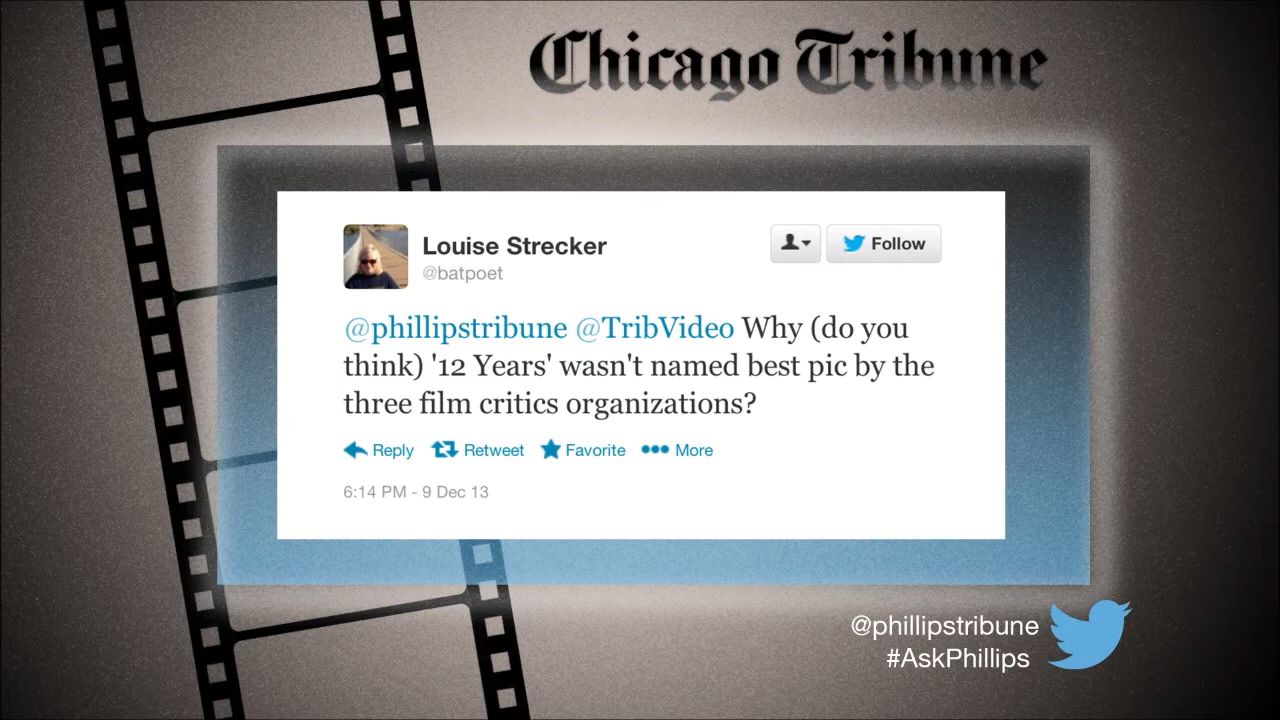 Chicago Tribune
Louise Strecker
@batpoet
Follow
@phillipstribune @TribVideo Why (do you
think) '12 Years' wasn't named best pic by the
three film critics organizations?
Reply Retweet Favorite More
6:14 PM - 9 Dec 13
@phillipstribune
#AskPhillips